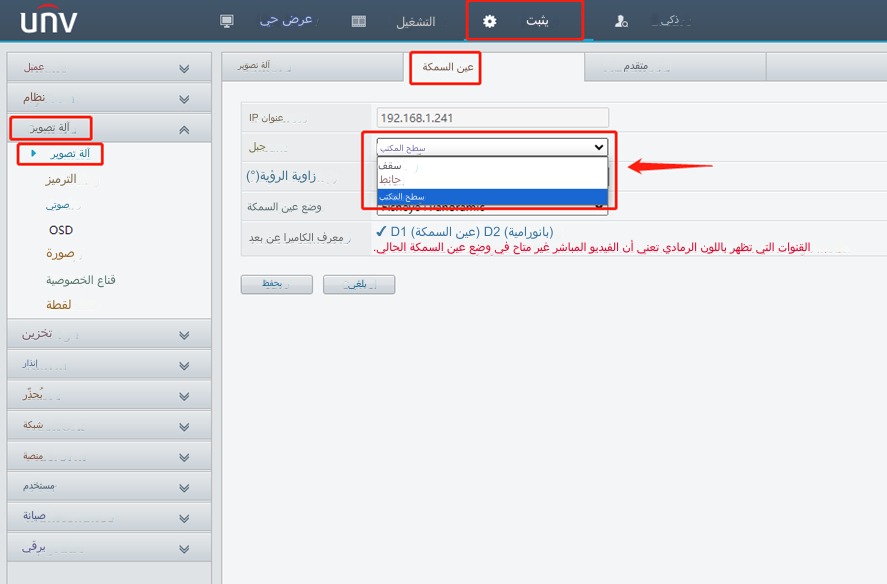 unv
عرض حي
التشغيل
يثبت
ذكي
عميل
نظام
آلة تصوير
آلة تصوير
الترميز
صوتي
OSD
صورة
قناع الخصوصية
لقطة
تخزين
إنذار
يُحذِّر
شبكة
منصة
مستخدم
صيانة
برقي
آلة تصوير
عين السمكة
متقدم
عنوان IP
192.168.1.241
جبل
سطح المكتب
سقف
حائط
سطح المكتب
زاوية الرؤية(°)
وضع عين السمكة
معرف الكاميرا عن بعد
D1 (عين السمكة) D2 (بانورامية)
القنوات التي تظهر باللون الرمادي تعني أن الفيديو المباشر غير متاح في وضع عين السمكة الحالي.
يحفظ
يلغي